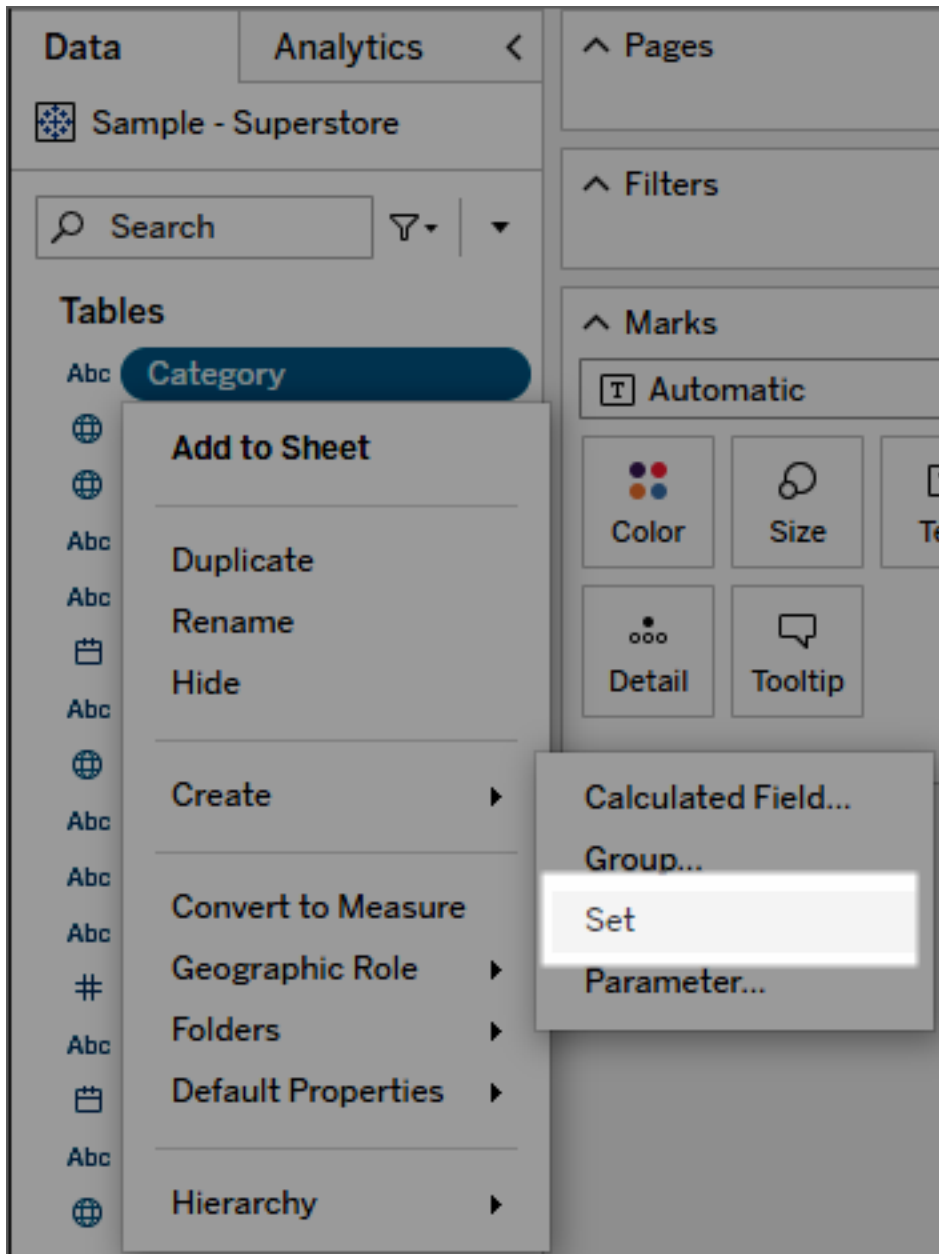 Data
Analytics
Sample - Superstore
Search
Tables
Abc Category
Add to Sheet
Abc
Duplicate
Abc
Rename
Hide
Abc
Create
Abc
Abc
Convert to Measure
Abc
Geographic Role
Folders
Abc
Default Properties
Abc
Hierarchy
Pages
Filters
Marks
T Automatic
Color
Size
Detail
Tooltip
Calculated Field...
Group...
Set
Parameter...